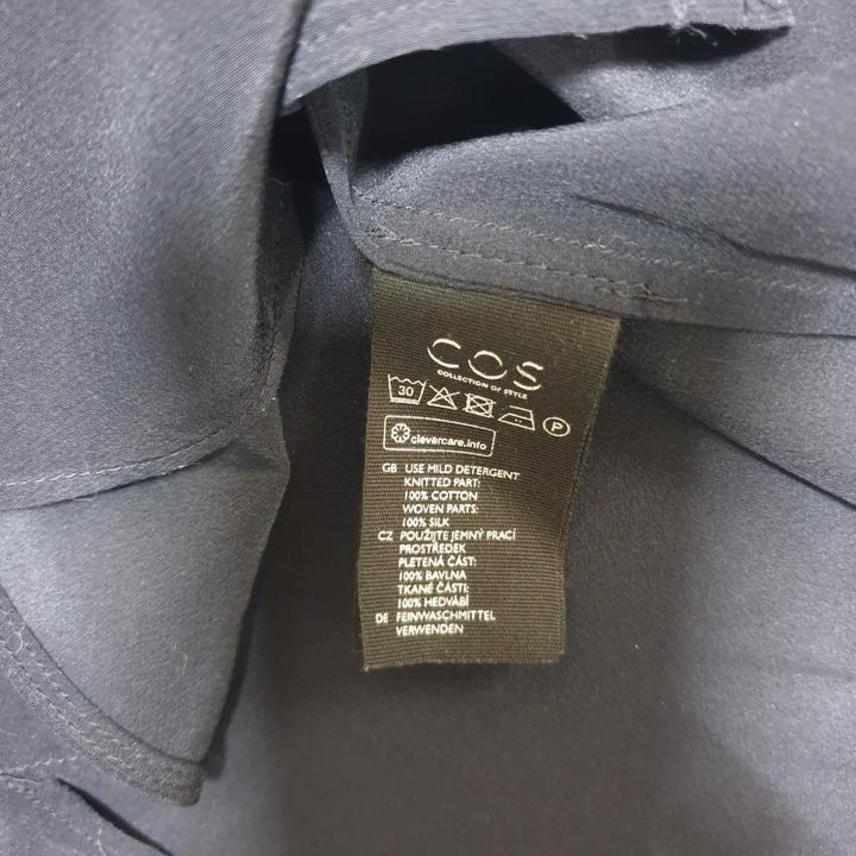 COS
COLLECTION OF STYLE
30
P
clevercare.info
GB USE MILD DETERGENT
KNITTED PART:
100% COTTON
WOVEN PARTS:
100% SILK
CZ POUŽIJTE JEMNÝ PRACÍ
PROSTŘEDEK
PLETENÁ ČÁST:
100% BAVLNA
TKANÉ ČÁSTI:
100% HEDVÁBÍ
DE FEINWASCHMITTEL
VERWENDEN